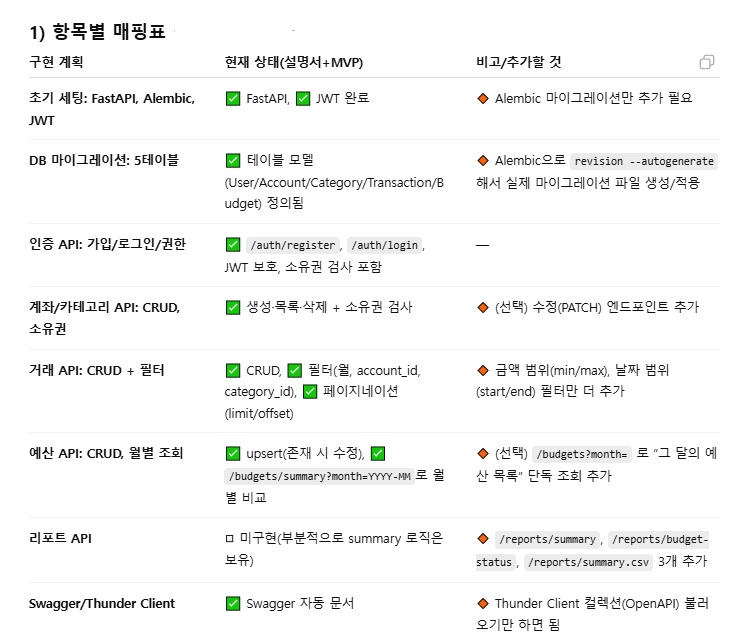 1) 항목별 매핑표
구현 계획 현재 상태(설명서+MVP) 비고/추가할 것
초기 세팅: FastAPI, Alembic,
JWT
✅ FastAPI, ✅ JWT 완료
🔸 Alembic 마이그레이션만 추가 필요
DB 마이그레이션: 5테이블
✅ 테이블 모델
(User/Account/Category/Transaction/B
udget) 정의됨
🔸 Alembic으로 revision --autogenerate
해서 실제 마이그레이션 파일 생성/적용
인증 API: 가입/로그인/권한
✅ /auth/register, /auth/login,
JWT 보호, 소유권 검사 포함
—
계좌/카테고리 API: CRUD,
소유권
✅ 생성·목록·삭제 + 소유권 검사
🔸 (선택) 수정(PATCH) 엔드포인트 추가
거래 API: CRUD + 필터
✅ CRUD, ✅ 필터(월, account_id,
category_id), ✅ 페이지네이션
(limit/offset)
🔸 금액 범위(min/max), 날짜 범위
(start/end) 필터만 더 추가
예산 API: CRUD, 월별 조회
✅ upsert(존재 시 수정), ✅
/budgets/summary?month=YYYY-MM로 월
별 비교
🔸 (선택) /budgets?month= 로 “그 달의 예
산 목록” 단독 조회 추가
리포트 API
◻ 미구현(부분적으로 summary 로직은
보유)
🔸 /reports/summary, /reports/budget-
status, /reports/summary.csv 3개 추가
Swagger/Thunder Client
✅ Swagger 자동 문서
🔸 Thunder Client 컬렉션(OpenAPI) 불러
오기만 하면 됨